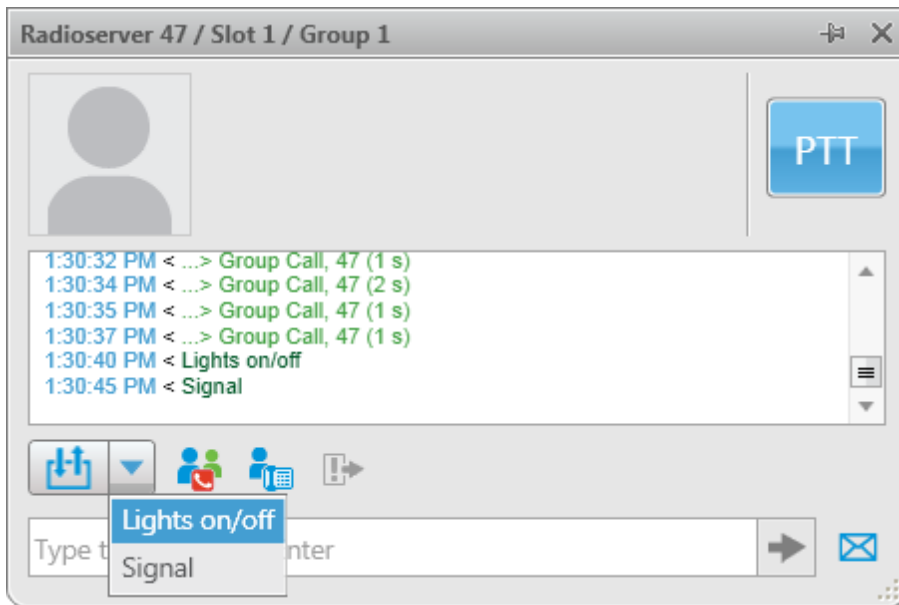 Radioserver 47 / Slot 1 / Group 1
PTT
1:30:32 PM < ...> Group Call, 47 (1 s)
1:30:34 PM < ...> Group Call, 47 (2 s)
1:30:35 PM < ...> Group Call, 47 (1 s)
1:30:37 PM < ...> Group Call, 47 (1 s)
1:30:40 PM < Lights on/off
1:30:45 PM < Signal
Lights on/off
Signal
Type t nter